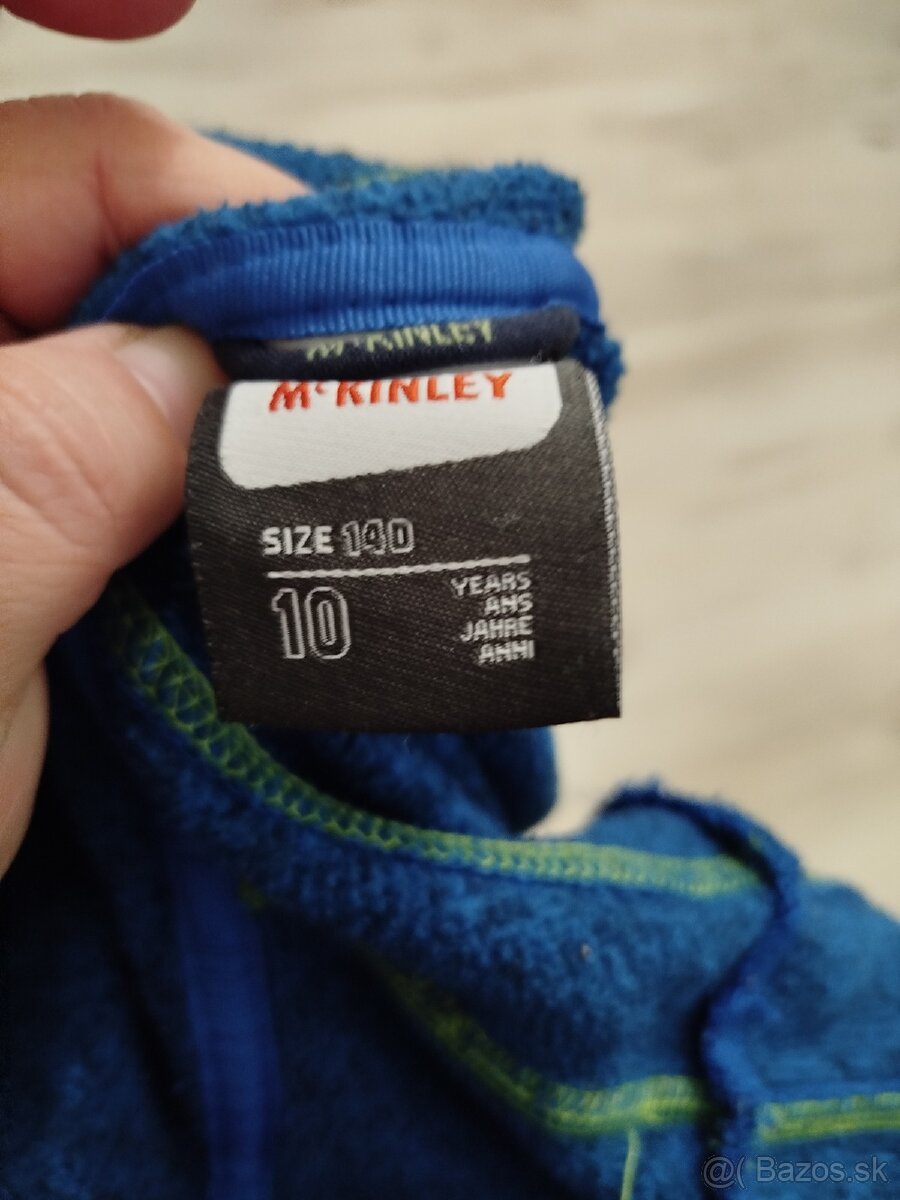 McKINLEY
McKINLEY
SIZE 140
10
YEARS
ANS
JAHRE
ANNI
@( Bazos.sk